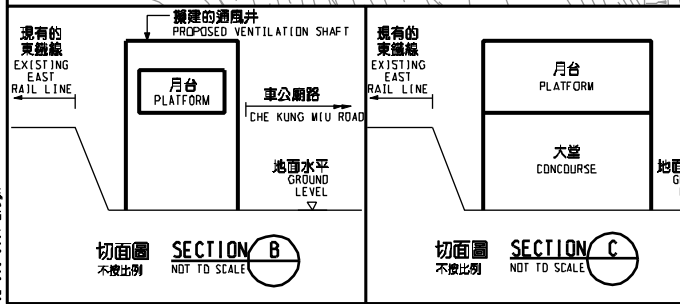 擬建的通風井
PROPOSED VENTILATION SHAFT
現有的
東鐵線
EXISTING
EAST
RAIL LINE
月台
PLATFORM
車公廟路
CHE KUNG MIU ROAD
地面水平
GROUND
LEVEL
切面圖
不按比例
SECTION B
NOT TO SCALE
現有的
東鐵線
EXISTING
EAST
RAIL LINE
月台
PLATFORM
大堂
CONCOURSE
地面
切面圖
不按比例
SECTION C
NOT TO SCALE